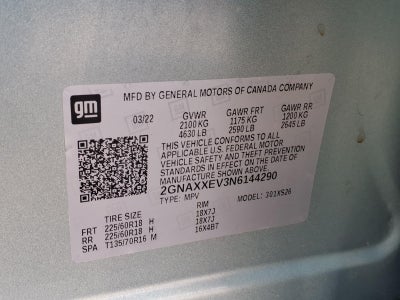 gm
MFD BY GENERAL MOTORS OF CANADA COMPANY
03/22 GVWR GAWR FRT GAWR RR
2100 KG 1175 KG 1200 KG
4630 LB 2590 LB 2645 LB
THIS VEHICLE CONFORMS TO ALL
APPLICABLE U.S. FEDERAL MOTOR
VEHICLE SAFETY AND THEFT PREVENTION
STANDARDS IN EFFECT ON THE DATE OF
MANUFACTURE
2GNAXXEV3N6144290
TYPE: MPV MODEL: 201XS26
TIRE SIZE RIM
FRT 225/60R18 H 18X7J
RR 225/60R18 H 18X7J
SPA T135/70R16 M 16X4BT